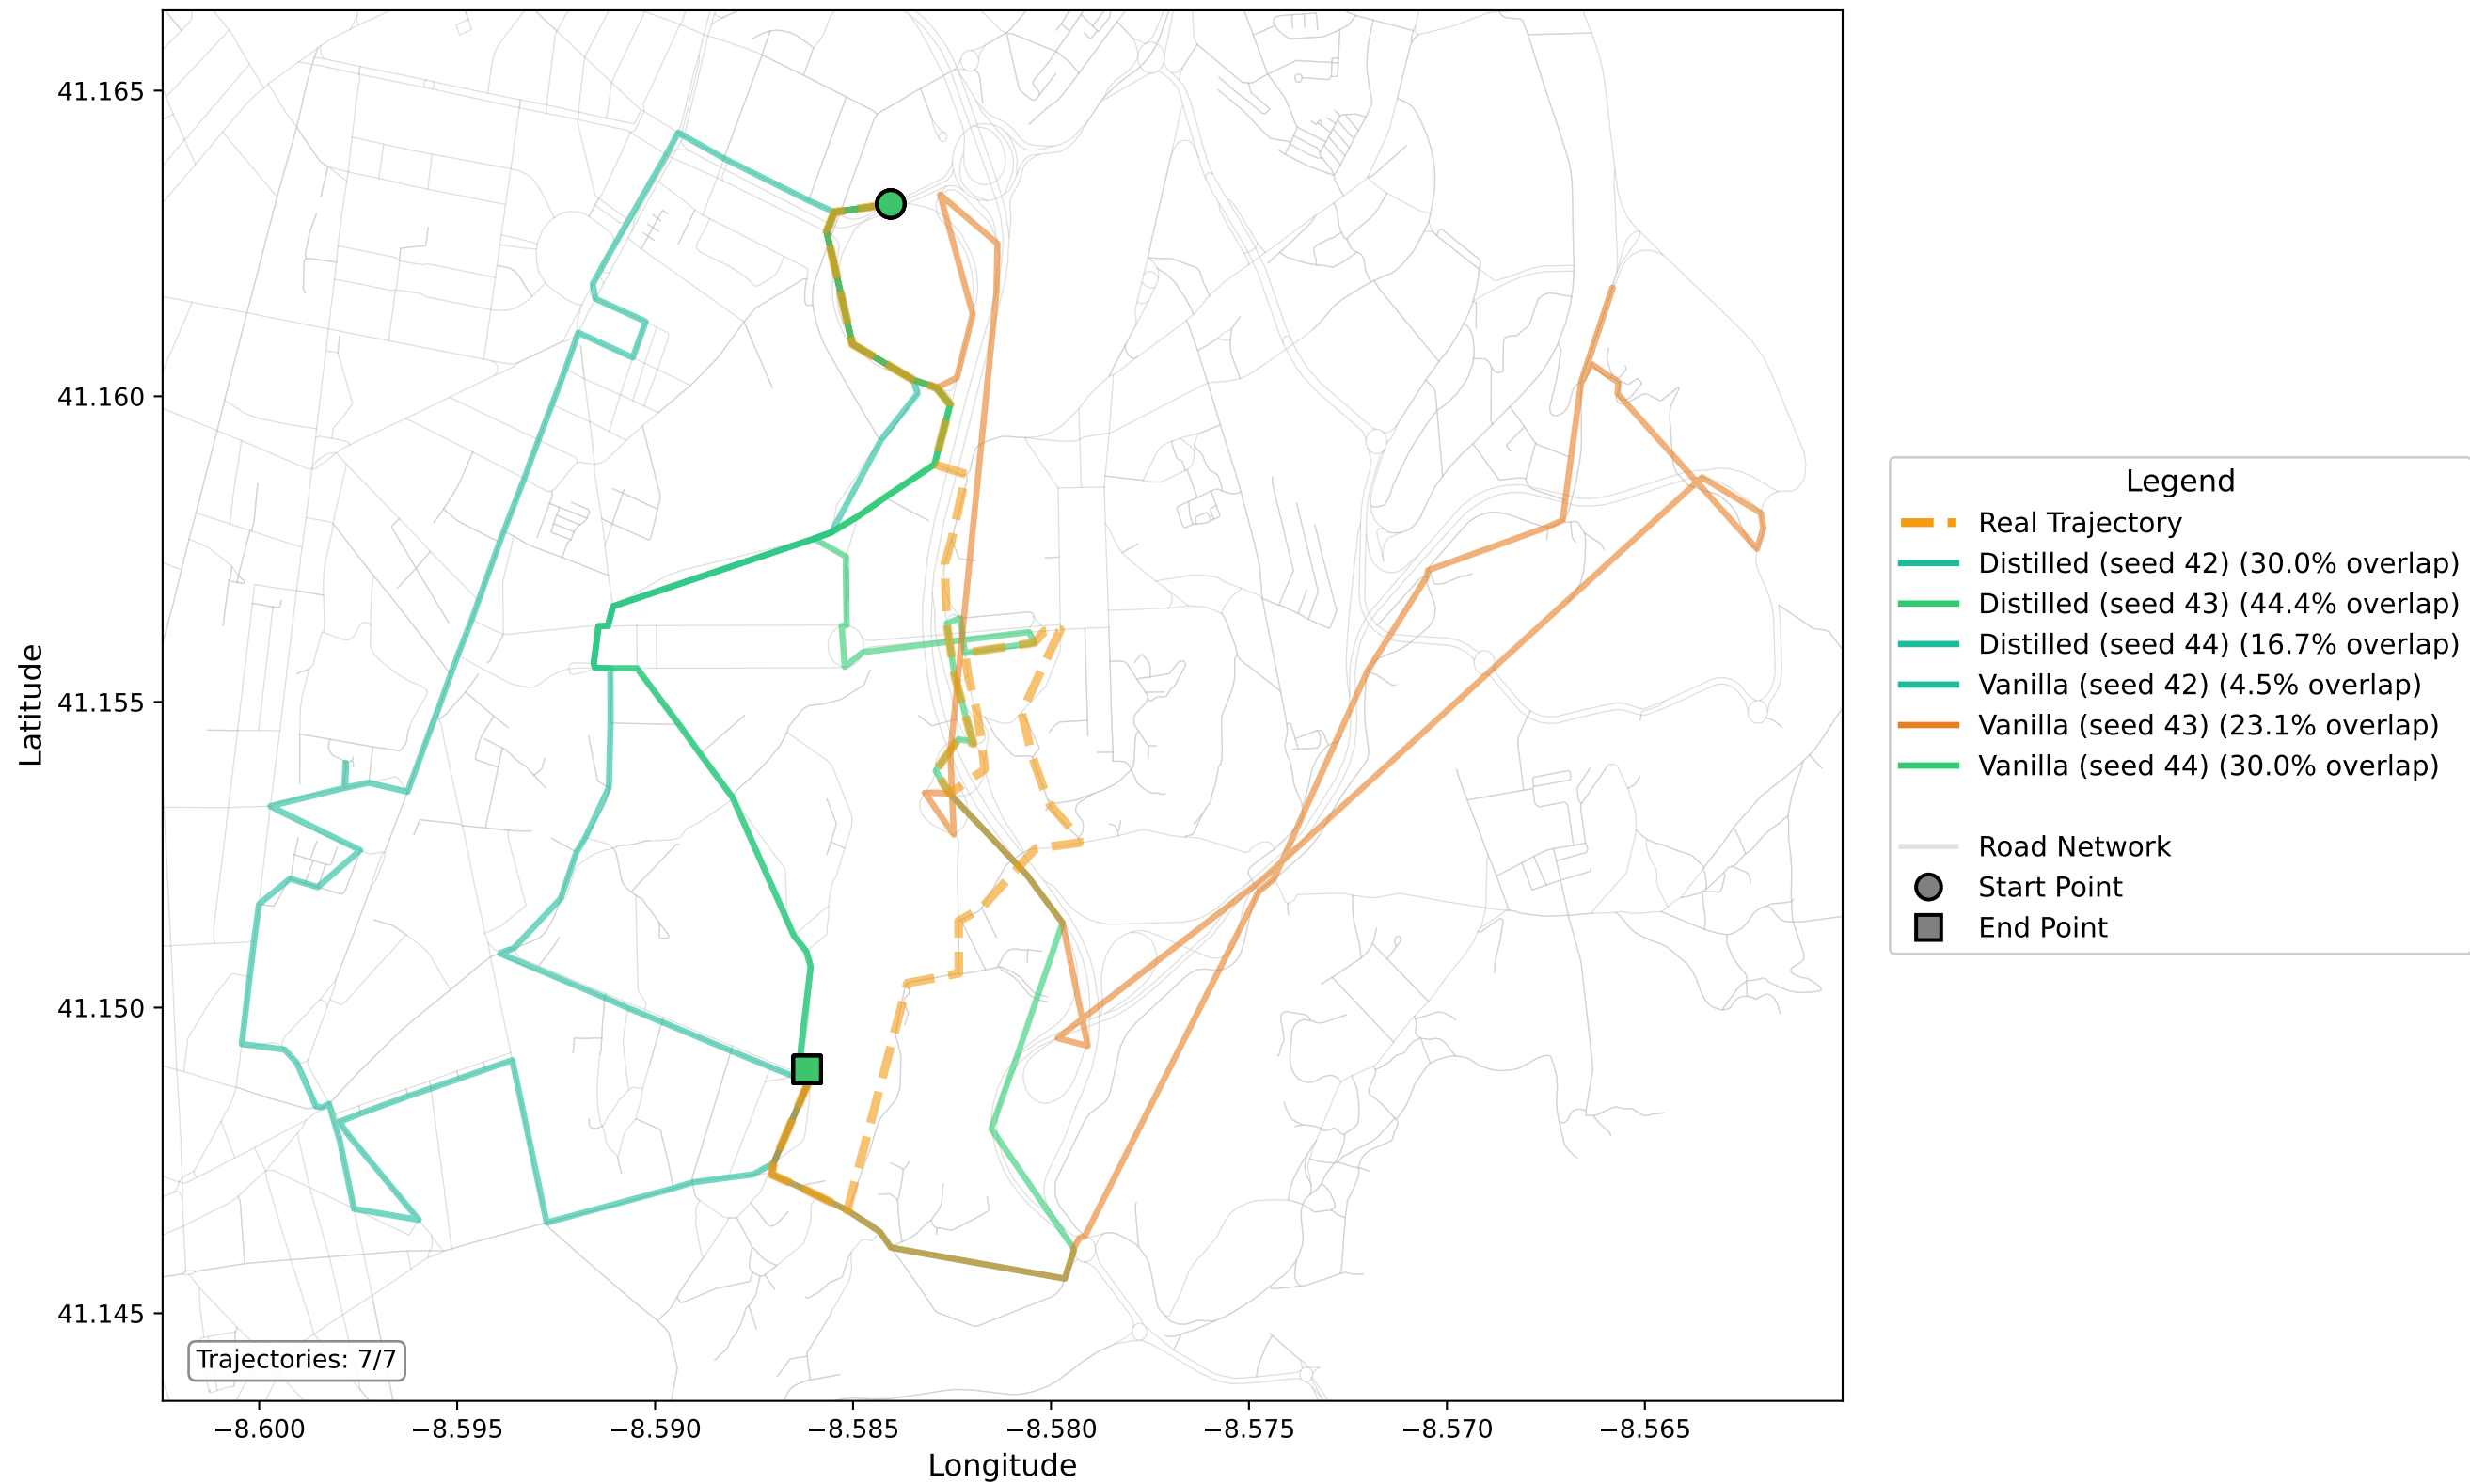 41.165
41.160
41.155
41.150
41.145
Latitude
−8.600
−8.595
−8.590
−8.585
−8.580
−8.575
−8.570
−8.565
Longitude
Trajectories: 7/7
Legend
Real Trajectory
Distilled (seed 42) (30.0% overlap)
Distilled (seed 43) (44.4% overlap)
Distilled (seed 44) (16.7% overlap)
Vanilla (seed 42) (4.5% overlap)
Vanilla (seed 43) (23.1% overlap)
Vanilla (seed 44) (30.0% overlap)
Road Network
Start Point
End Point